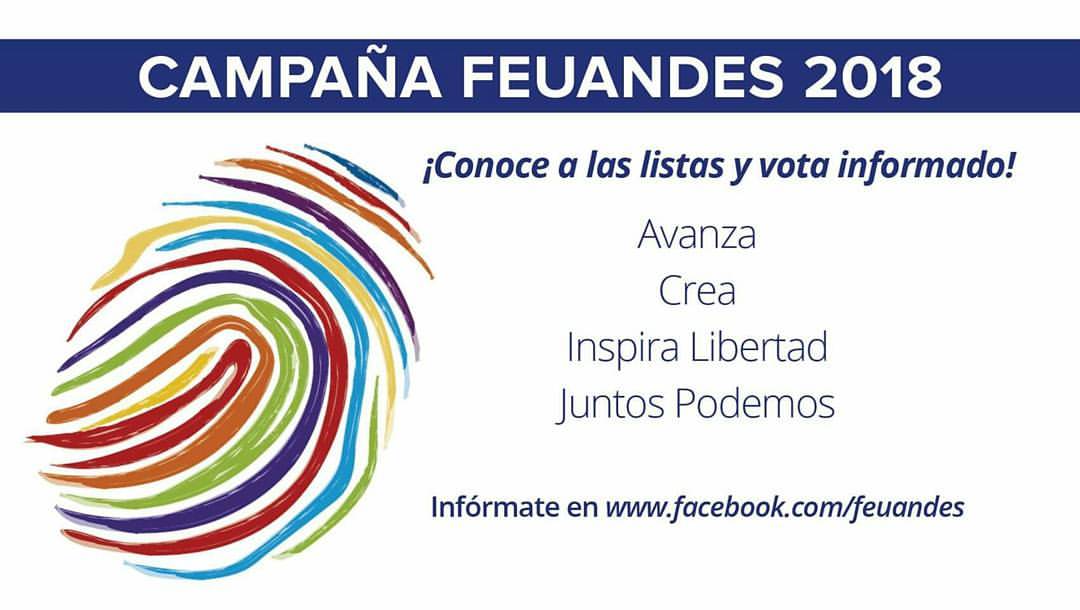 CAMPAÑA FEUANDES 2018
¡Conoce a las listas y vota informado!
Avanza
Crea
Inspira Libertad
Juntos Podemos
Infórmate en www.facebook.com/feuandes